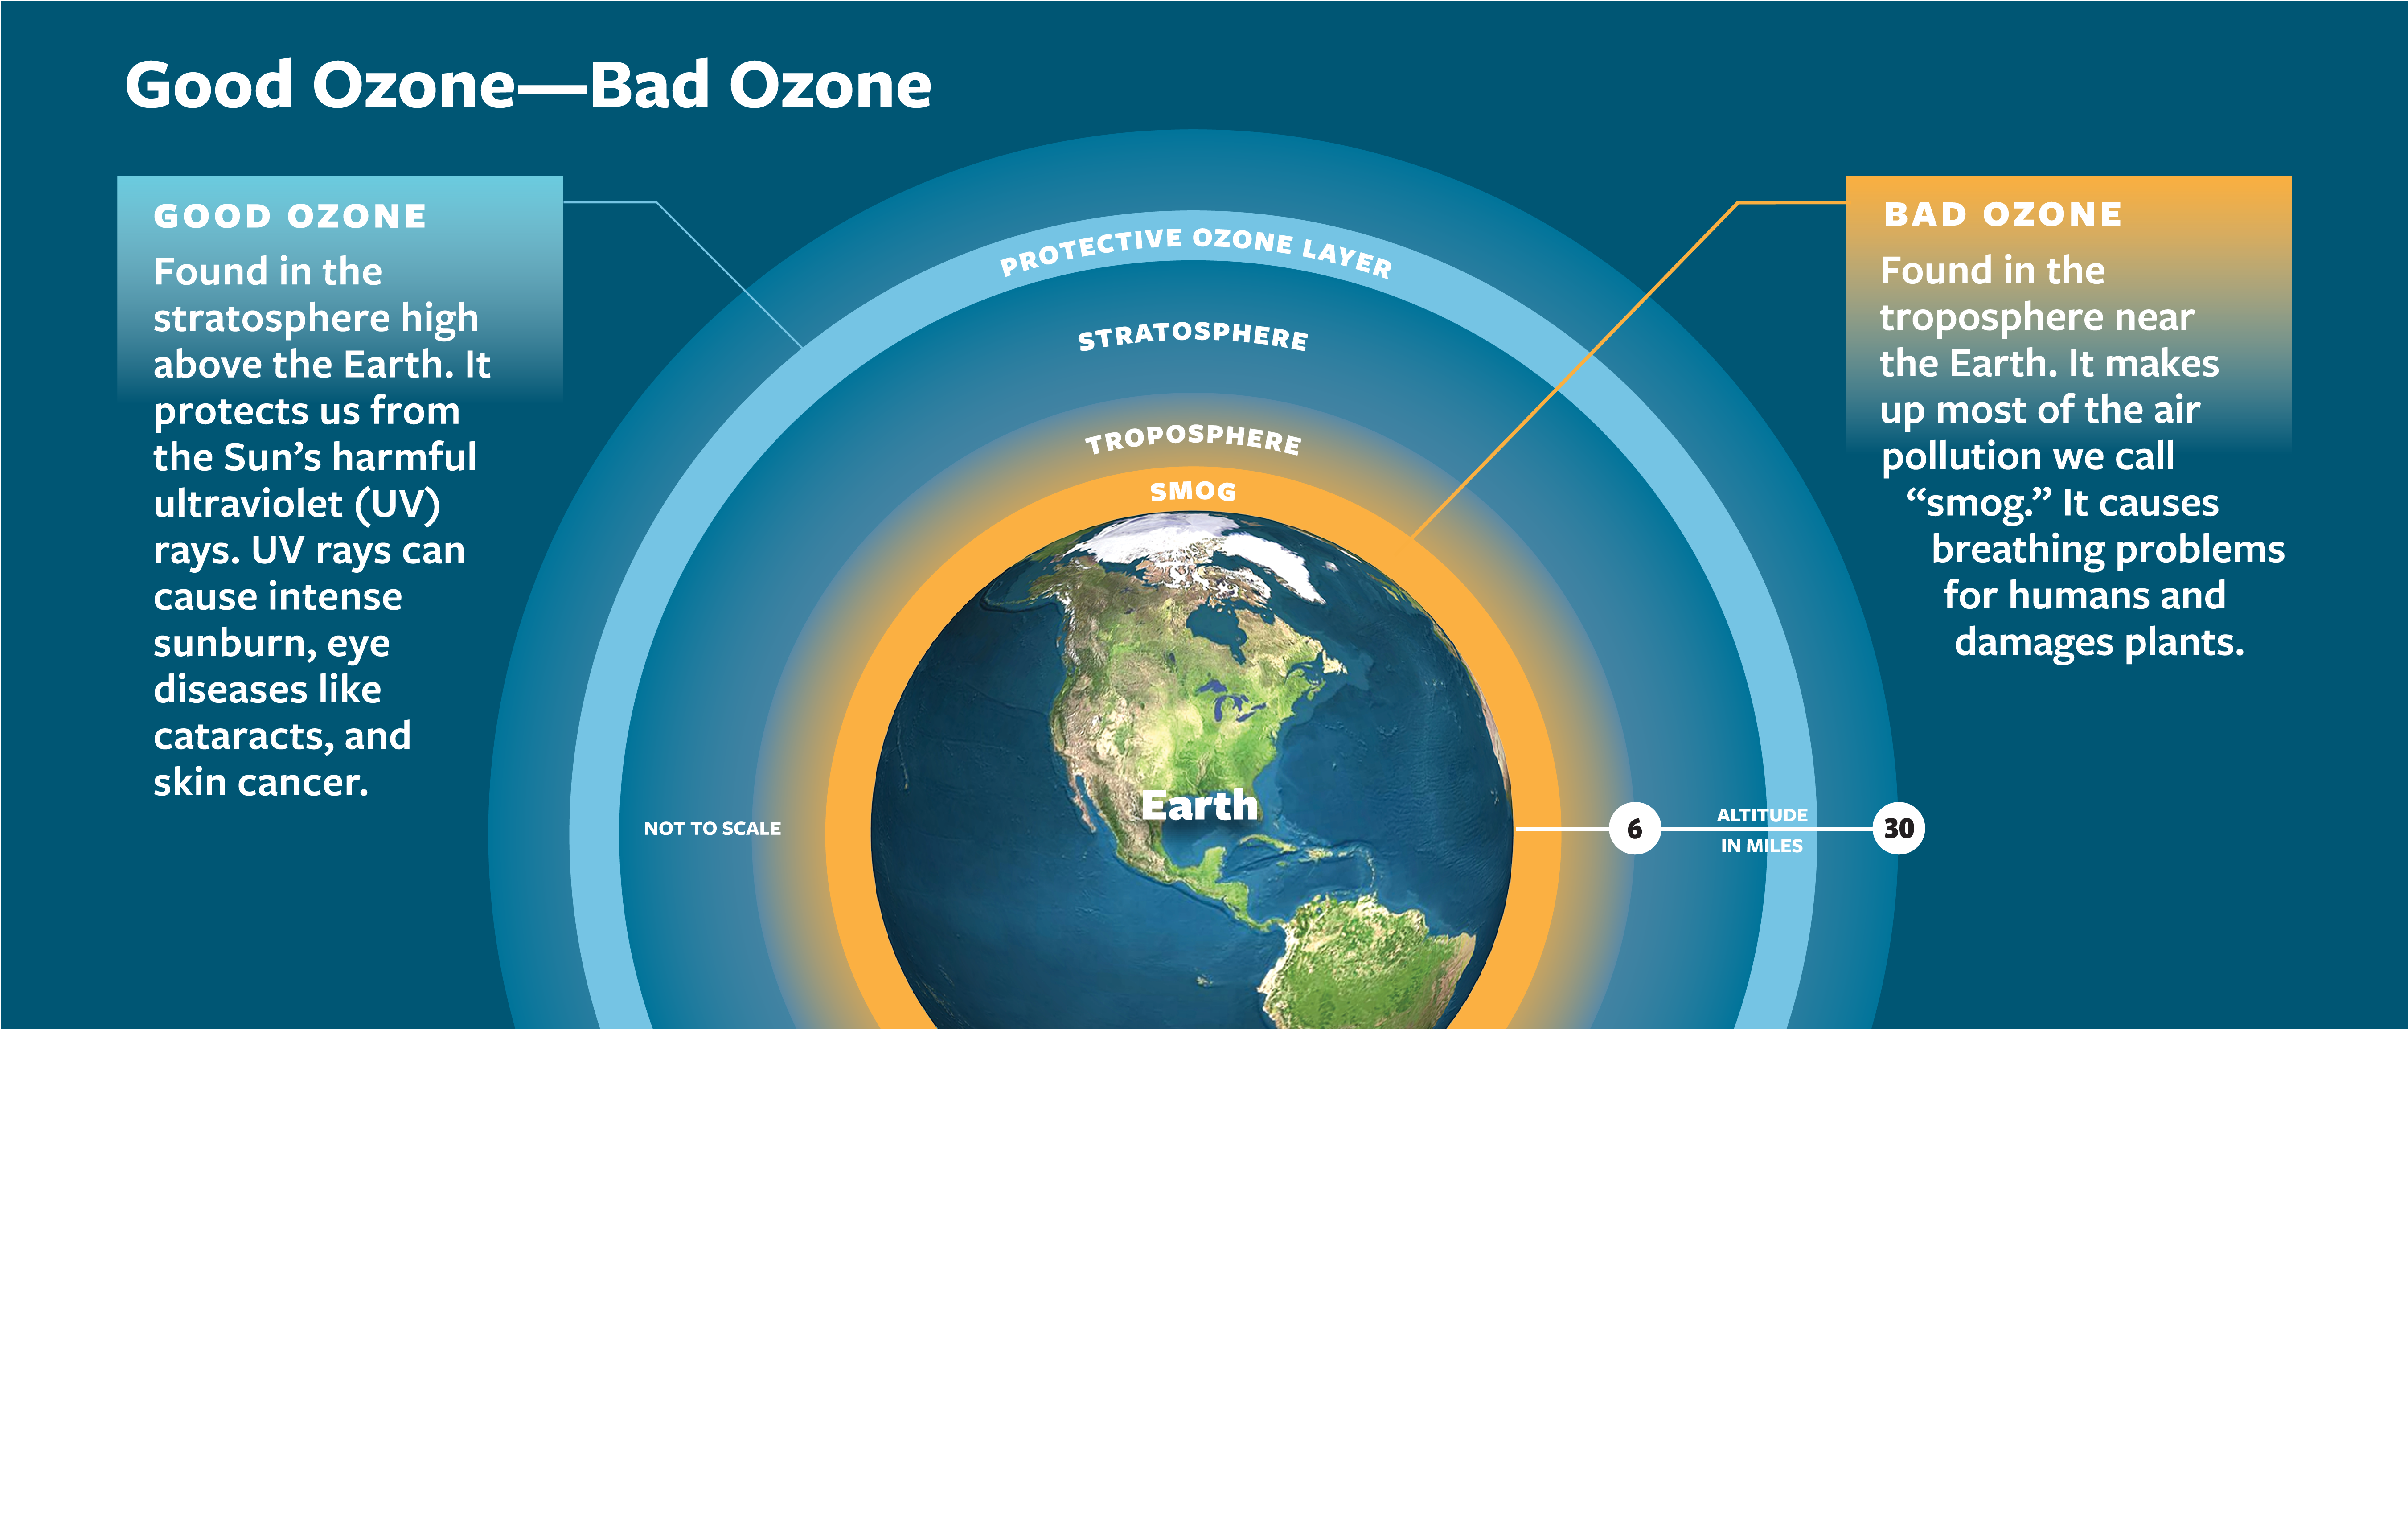 Good Ozone—Bad Ozone
GOOD OZONE
Found in the
stratosphere high
above the Earth. It
protects us from
the Sun’s harmful
ultraviolet (UV)
rays. UV rays can
cause intense
sunburn, eye
diseases like
cataracts, and
skin cancer.
PROTECTIVE OZONE LAYER
STRATOSPHERE
TROPOSPHERE
SMOG
Earth
NOT TO SCALE
6
ALTITUDE
IN MILES
30
BAD OZONE
Found in the
troposphere near
the Earth. It makes
up most of the air
pollution we call
“smog.” It causes
breathing problems
for humans and
damages plants.